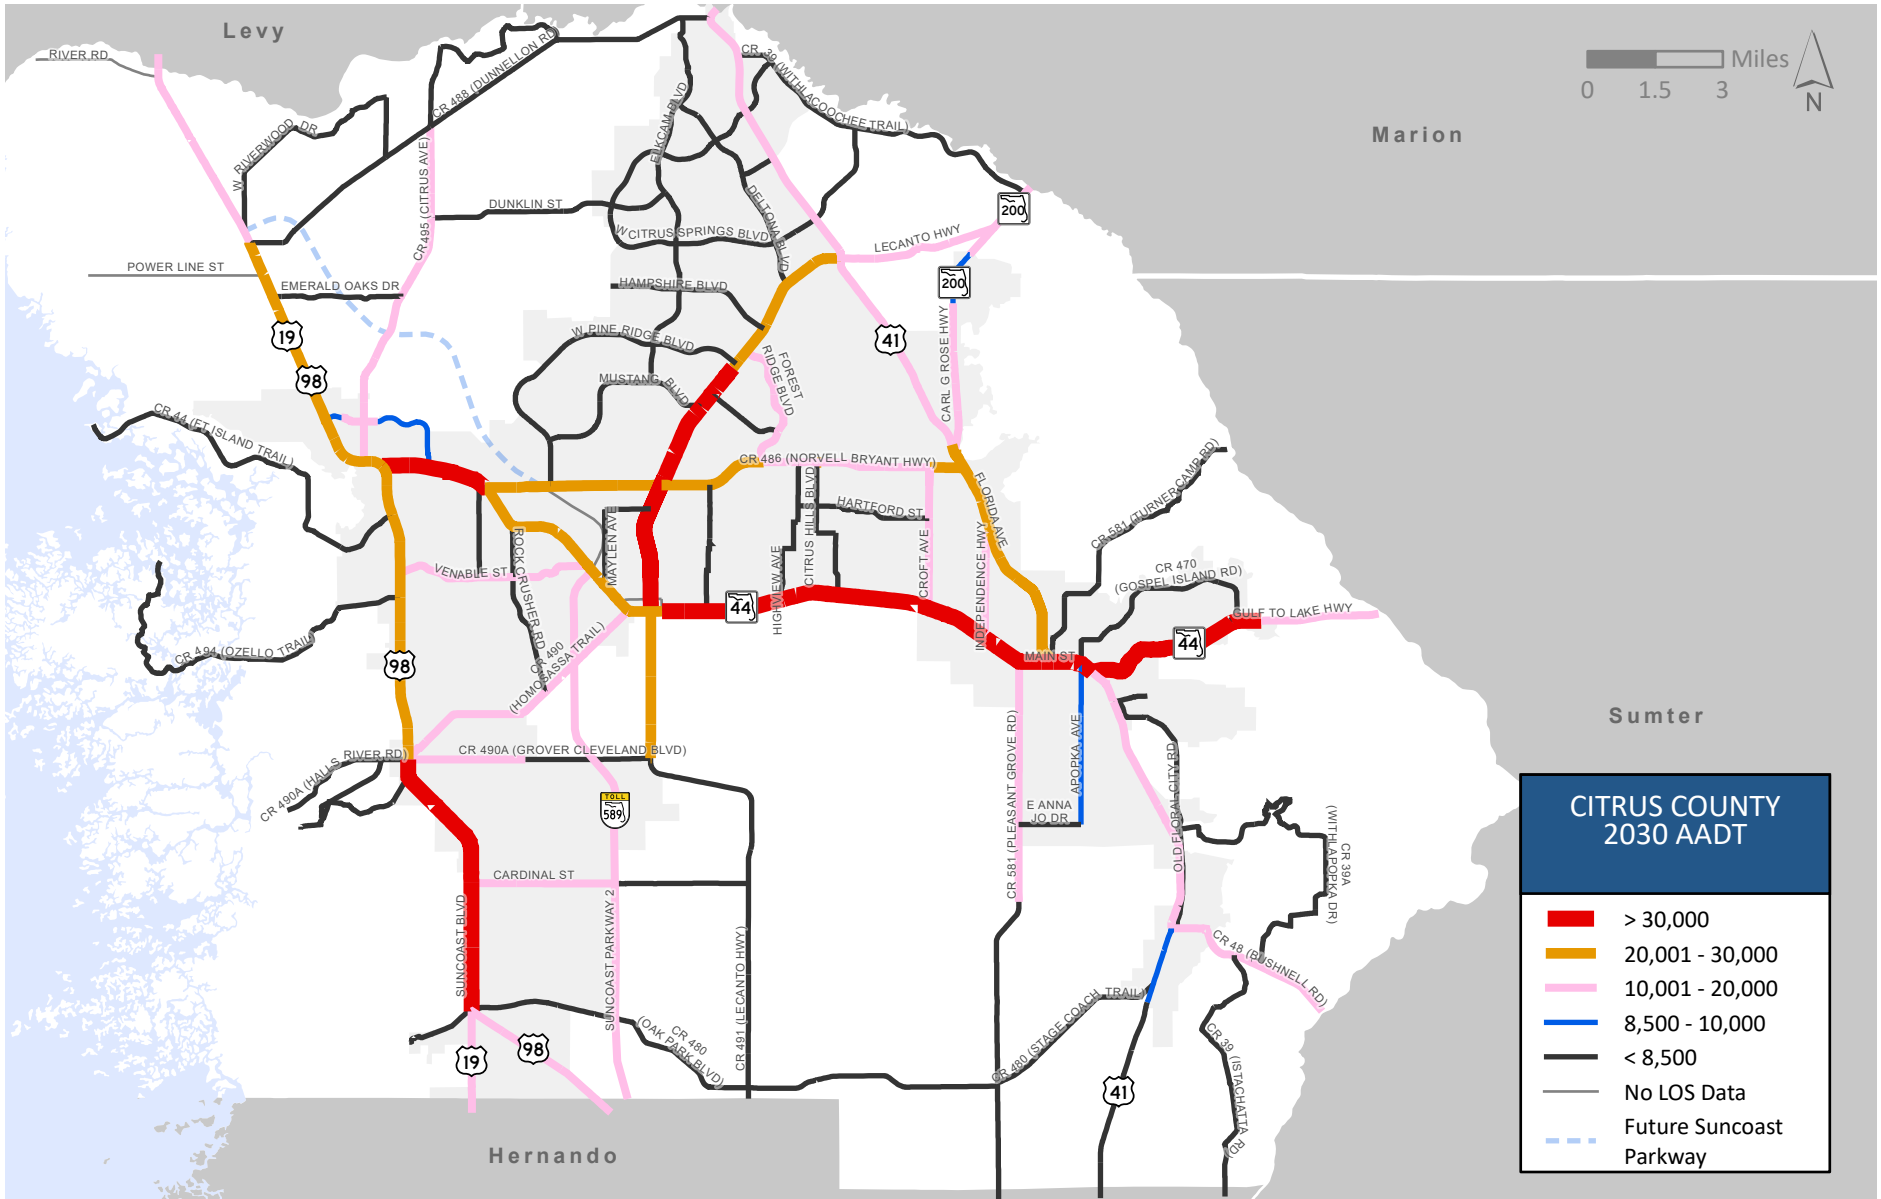 Levy
RIVER RD
CR 488 (DUNNELLON RD)
CR 39 (WITHLACOOCHEE TRAIL)
Miles
0 1.5 3
N
Marion
W RIVERWOOD DR
CR 495 (CITRUS AVE)
ELKCAM BLVD
DELTONA BLVD
DUNKLIN ST
W CITRUS SPRINGS BLVD
LECANTO HWY
200
200
POWER LINE ST
EMERALD OAKS DR
HAMPSHIRE BLVD
19
98
41
W PINE RIDGE BLVD
MUSTANG BLVD
FOREST
RIDGE BLVD
CARL G ROSE HWY
CR 44 (FT ISLAND TRAIL)
CR 486 (NORVELL BRYANT HWY)
FLORIDA AVE
CR 581 (TURNER CAMP RD)
HARTFORD ST
CITRUS HILLS BLVD
HIGHVIEW AVE
CROFT AVE
INDEPENDENCE HWY
MAYLEN AVE
ROCK CRUSHER RD
VENABLE ST
CR 470
(GOSPEL ISLAND RD)
GULF TO LAKE HWY
44
44
CR 494 (OZELLO TRAIL)
98
CR 490
(HOMOSASSA TRAIL)
MAIN ST
Sumter
CR 490A (HALLS RIVER RD)
CR 490A (GROVER CLEVELAND BLVD)
TOLL
589
CR 581 (PLEASANT GROVE RD)
APOPKA AVE
E ANNA
JO DR
OLD FLORAL CITY RD
CR 39A
(WITHLAPOPKA DR)
CARDINAL ST
SUNCOAST BLVD
SUNCOAST PARKWAY 2
CR 491 (LECANTO HWY)
CR 48 (BUSHNELL RD)
CR 480
(OAK PARK BLVD)
CR 480 (STAGE COACH TRAIL)
CR 39 (ISTACHATTA RD)
19
98
41
Hernando
CITRUS COUNTY
2030 AADT
> 30,000
20,001 - 30,000
10,001 - 20,000
8,500 - 10,000
< 8,500
No LOS Data
Future Suncoast
Parkway